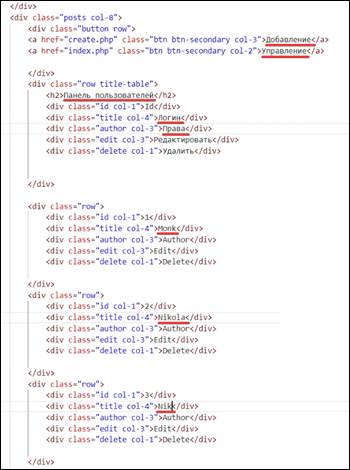 </div>
<div class="posts col-8">
<div class="button row">
<a href="create.php" class="btn btn-secondary col-3">Добавление</a>
<a href="index.php" class="btn btn-secondary col-2">Управление</a>
</div>
<div class="row title-table">
<h2>Панель пользователей</h2>
<div class="id col-1">Id</div>
<div class="title col-4">Логин</div>
<div class="author col-3">Права</div>
<div class="edit col-3">Редактировать</div>
<div class="delete col-1">Удалить</div>
</div>
<div class="row">
<div class="id col-1">1</div>
<div class="title col-4">Monk</div>
<div class="author col-3">Author</div>
<div class="edit col-3">Edit</div>
<div class="delete col-1">Delete</div>
</div>
<div class="row">
<div class="id col-1">2</div>
<div class="title col-4">Nikola</div>
<div class="author col-3">Author</div>
<div class="edit col-3">Edit</div>
<div class="delete col-1">Delete</div>
</div>
<div class="row">
<div class="id col-1">3</div>
<div class="title col-4">Nik</div>
<div class="author col-3">Author</div>
<div class="edit col-3">Edit</div>
<div class="delete col-1">Delete</div>
</div>